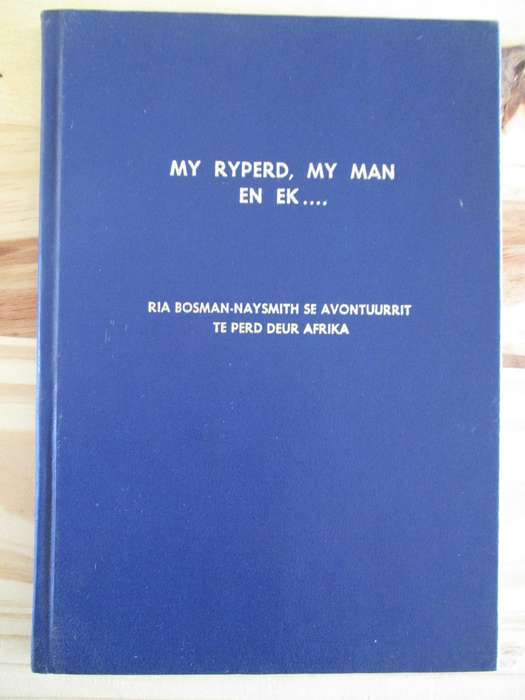 MY RYPERD, MY MAN
EN EK....
RIA BOSMAN-NAYSMITH SE AVONTUURRIT
TE PERD DEUR AFRIKA